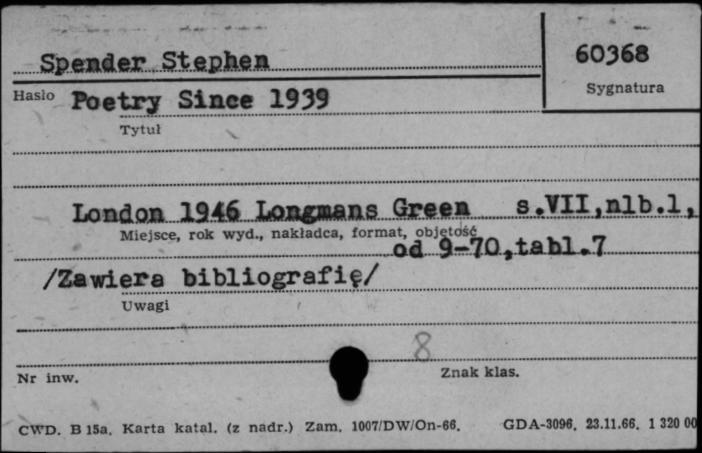 Spender Stephen
60368
Sygnatura
Hasło Poetry Since 1939
Tytuł
London 1946 Longmans Green s.VII,nlb.1,
Miejsce, rok wyd., nakładca, format, objętość
od 9-70,tabl.7
/Zawiera bibliografię/
Uwagi
8
Nr inw.
Znak klas.
CWD. B 15a. Karta katal. (z nadr.) Zam. 1007/DW/On-66. GDA-3096. 23.11.66. 1 320 00